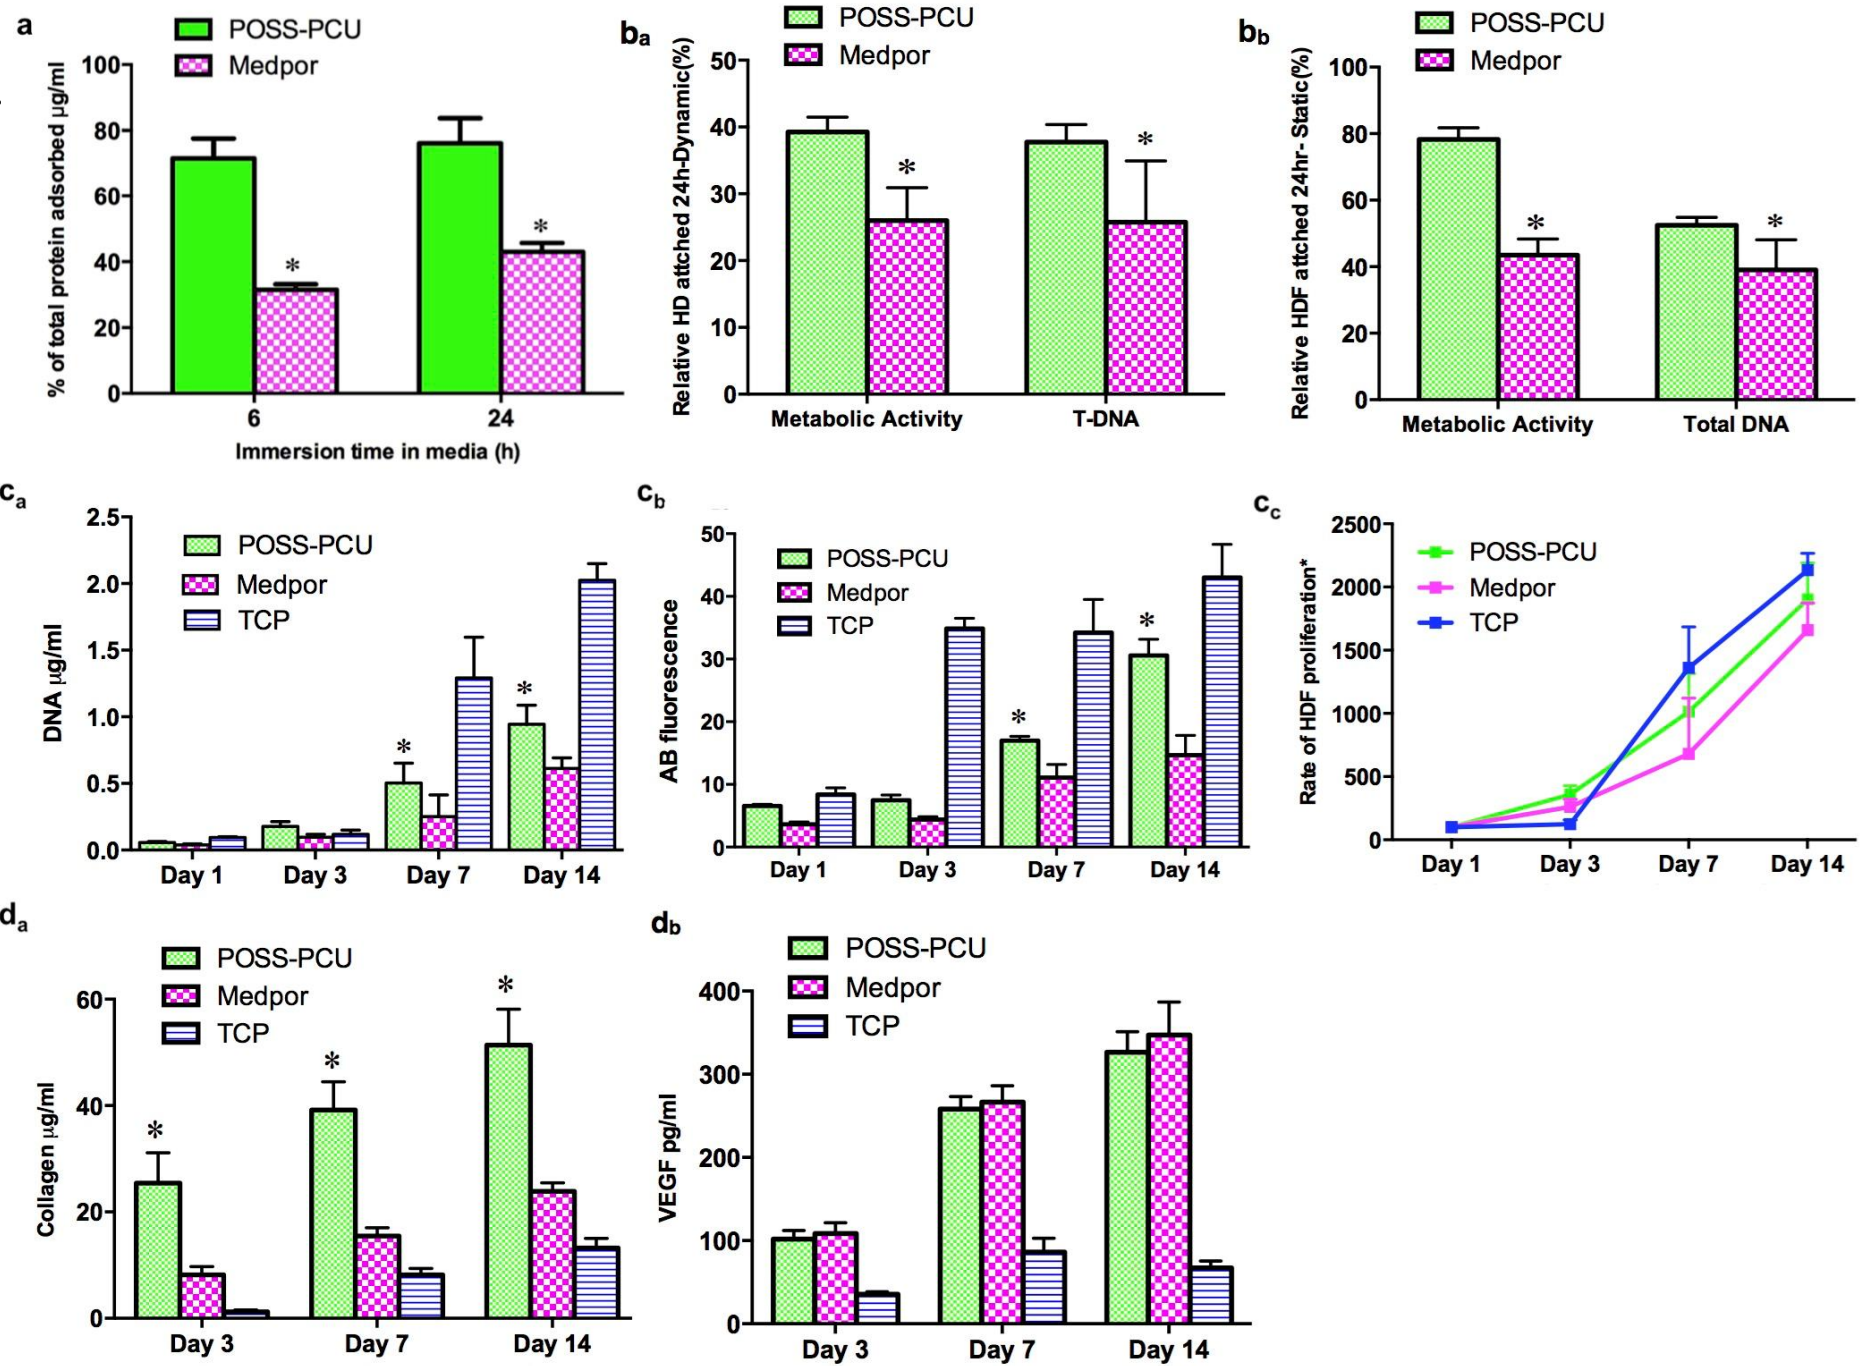 a
POSS-PCU
Medpor
% of total protein adsorbed µg/ml
100
80
60
40
20
0
*
*
6
24
Immersion time in media (h)
ba
POSS-PCU
Medpor
Relative HD attched 24h-Dynamic(%)
50
40
30
20
10
0
*
*
Metabolic Activity
T-DNA
bb
POSS-PCU
Medpor
Relative HDF attched 24hr- Static(%)
100
80
60
40
20
0
*
*
Metabolic Activity
Total DNA
ca
POSS-PCU
Medpor
TCP
DNA µg/ml
2.5
2.0
1.5
1.0
0.5
0.0
*
*
Day 1
Day 3
Day 7
Day 14
cb
POSS-PCU
Medpor
TCP
AB fluorescence
50
40
30
20
10
0
*
*
Day 1
Day 3
Day 7
Day 14
cc
POSS-PCU
Medpor
TCP
Rate of HDF proliferation*
2500
2000
1500
1000
500
0
Day 1
Day 3
Day 7
Day 14
da
POSS-PCU
Medpor
TCP
Collagen µg/ml
60
40
20
0
*
*
*
Day 3
Day 7
Day 14
db
POSS-PCU
Medpor
TCP
VEGF pg/ml
400
300
200
100
0
Day 3
Day 7
Day 14